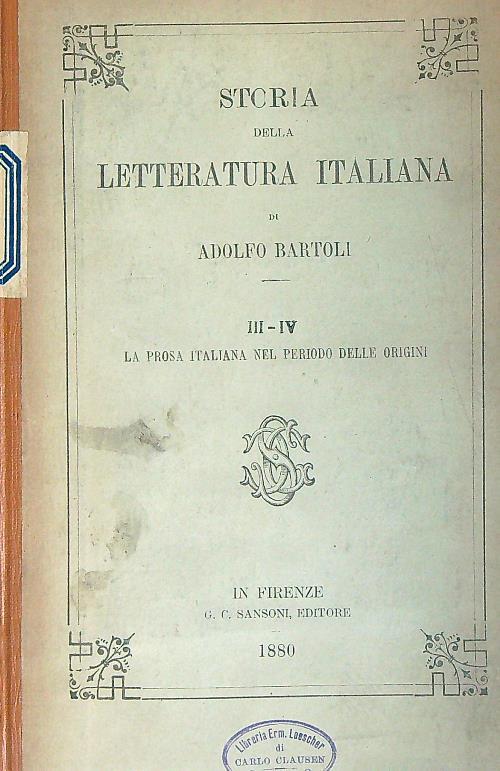 STORIA
DELLA
LETTERATURA ITALIANA
DI
ADOLFO BARTOLI
III-IV
LA PROSA ITALIANA NEL PERIODO DELLE ORIGINI
IN FIRENZE
G. C. SANSONI, EDITORE
1880
Libreria Erm. Loescher
di
CARLO CLAUSEN